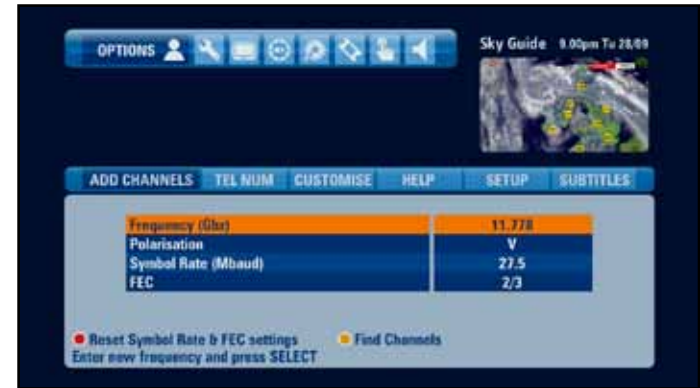 OPTIONS
Sky Guide 9.00pm Tu 28/09
ADD CHANNELS TEL NUM CUSTOMISE HELP SETUP SUBTITLES
Frequency (Ghz) 11.778
Polarisation V
Symbol Rate (Mbaud) 27.5
FEC 2/3
Reset Symbol Rate & FEC settings Find Channels
Enter new frequency and press SELECT